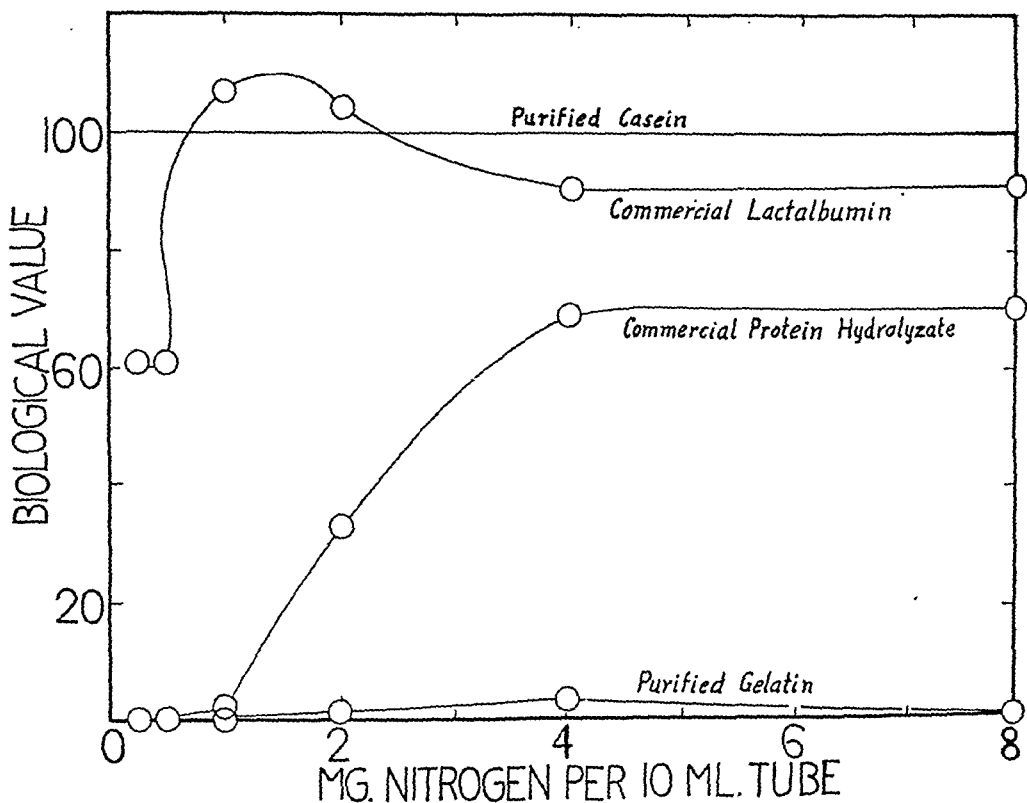 100
60
20
BIOLOGICAL VALUE
Purified Casein
Commercial Lactalbumin
Commercial Protein Hydrolyzate
Purified Gelatin
0 2 4 6 8
MG. NITROGEN PER 10 ML. TUBE